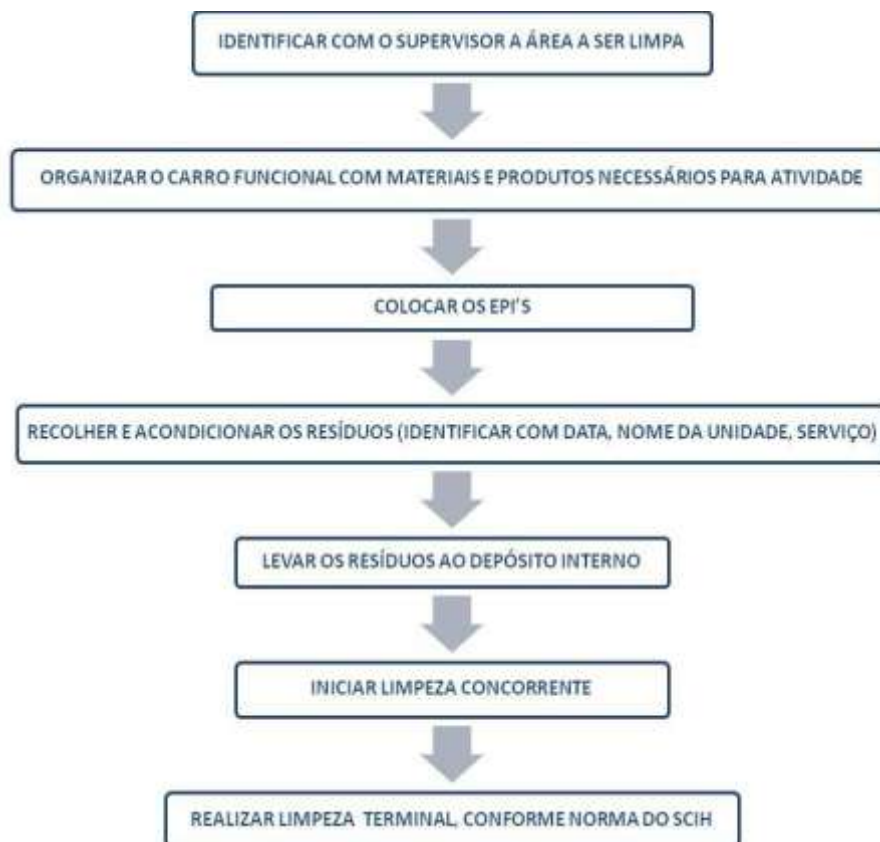 IDENTIFICAR COM O SUPERVISOR A ÁREA A SER LIMPA
ORGANIZAR O CARRO FUNCIONAL COM MATERIAIS E PRODUTOS NECESSÁRIOS PARA ATIVIDADE
COLOCAR OS EPI'S
RECOLHER E ACONDICIONAR OS RESÍDUOS (IDENTIFICAR COM DATA, NOME DA UNIDADE, SERVIÇO)
LEVAR OS RESÍDUOS AO DEPÓSITO INTERNO
INICIAR LIMPEZA CONCORRENTE
REALIZAR LIMPEZA TERMINAL, CONFORME NORMA DO SCIH